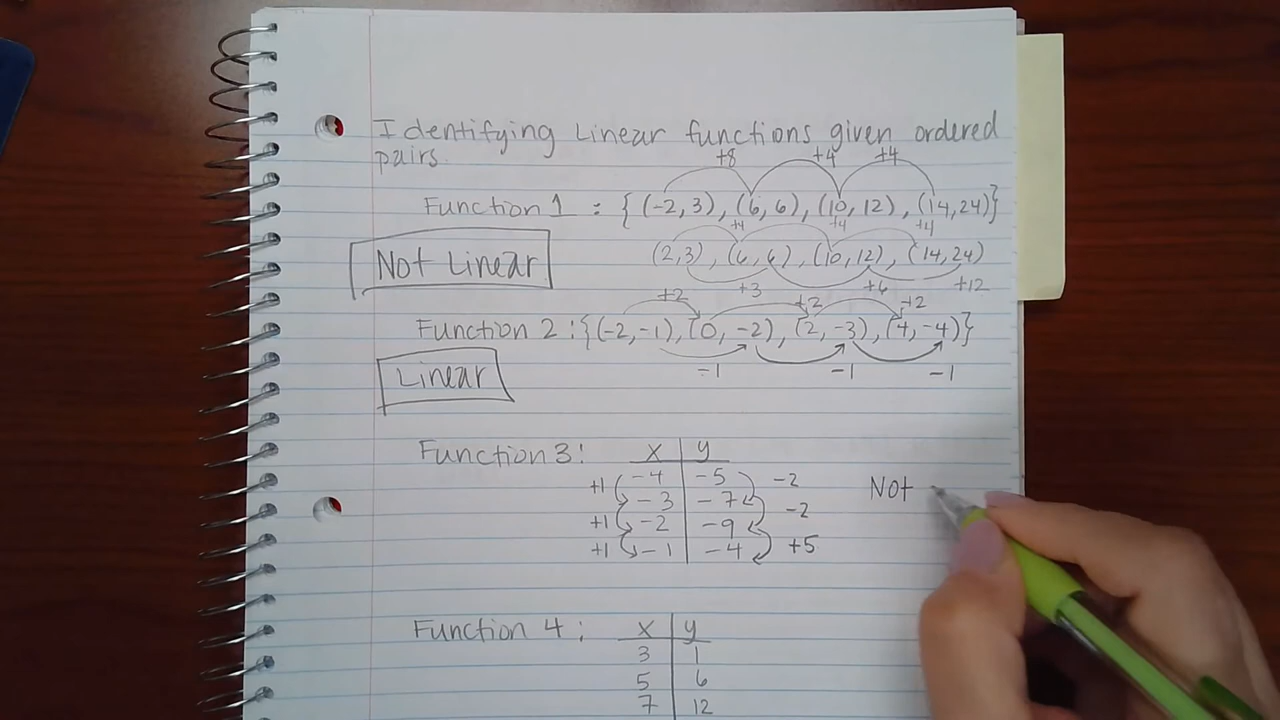 Identifying Linear functions given ordered
pairs.
+8 +4 +4
Function 1 : { (-2,3), (6,6), (10,12), (14,24)}
+4 +4 +4
Not Linear (2,3), (6,6), (10,12), (14,24)
+3 +6 +12
+2 +2 +2
Function 2 : {(-2,-1), (0,-2), (2,-3), (4,-4)}
-1 -1 -1
Linear
Function 3: x y
+1 -4 -5 -2
-3 -7 Not
+1 -2 -9 -2
+1 -1 -4 +5
Function 4: x y
3 1
5 6
7 12